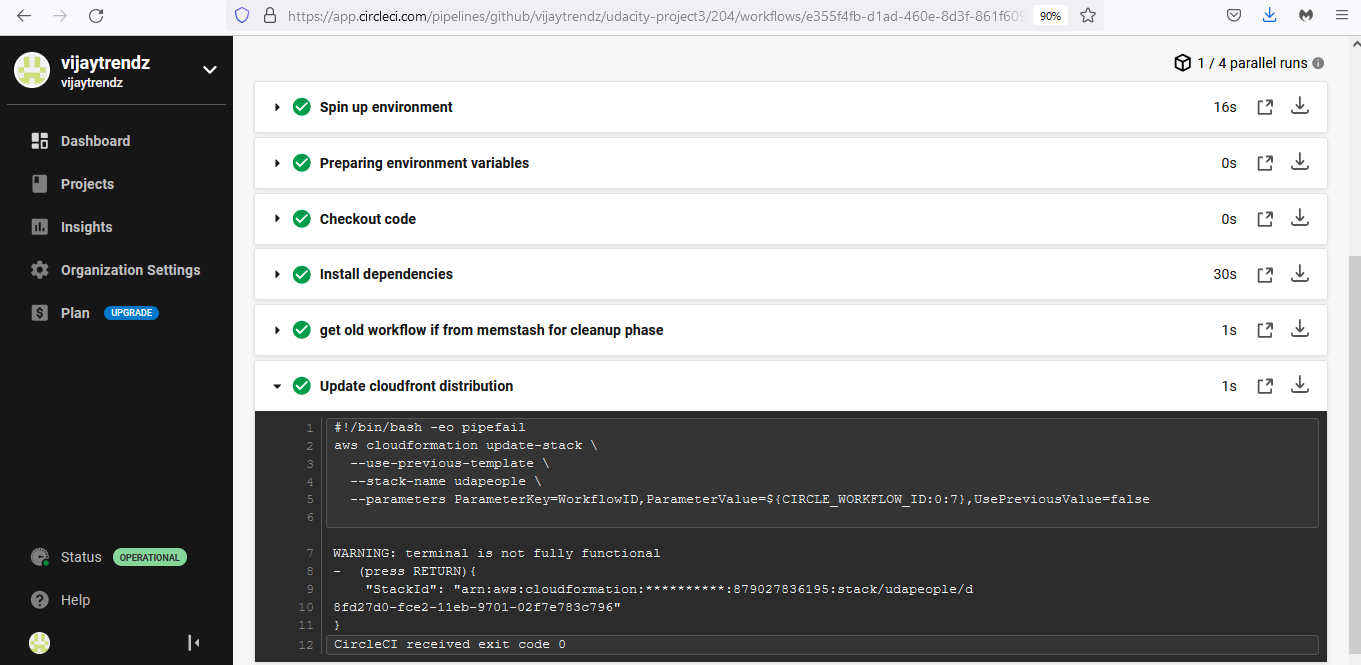 https://app.circleci.com/pipelines/github/vijaytrendz/udacity-project3/204/workflows/e355f4fb-d1ad-460e-8d3f-861f609
90%
vijaytrendz
vijaytrendz
Dashboard
Projects
Insights
Organization Settings
$ Plan UPGRADE
Status OPERATIONAL
? Help
1 / 4 parallel runs i
Spin up environment 16s
Preparing environment variables 0s
Checkout code 0s
Install dependencies 30s
get old workflow if from memstash for cleanup phase 1s
Update cloudfront distribution 1s
1 #!/bin/bash -eo pipefail
2 aws cloudformation update-stack \
3 --use-previous-template \
4 --stack-name udapeople \
5 --parameters ParameterKey=WorkflowID,ParameterValue=${CIRCLE_WORKFLOW_ID:0:7},UsePreviousValue=false
6
7 WARNING: terminal is not fully functional
8 -  (press RETURN){
9 "StackId": "arn:aws:cloudformation:**********:879027836195:stack/udapeople/d
10 8fd27d0-fce2-11eb-9701-02f7e783c796"
11 }
12 CircleCI received exit code 0